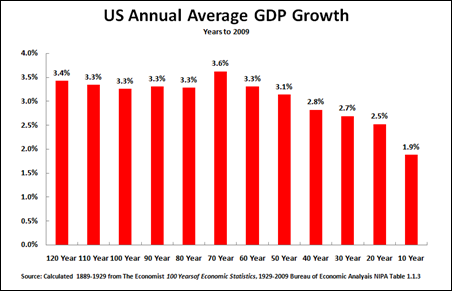 US Annual Average GDP Growth
Years to 2009
4.0%
3.5%
3.0%
2.5%
2.0%
1.5%
1.0%
0.5%
0.0%
3.4% 3.3% 3.3% 3.3% 3.3% 3.6% 3.3% 3.1% 2.8% 2.7% 2.5% 1.9%
120 Year 110 Year 100 Year 90 Year 80 Year 70 Year 60 Year 50 Year 40 Year 30 Year 20 Year 10 Year
Source: Calculated 1889-1929 from The Economist 100 Yearsof Economic Statistics, 1929-2009 Bureau of Economic Analaysis NIPA Table 1.1.3